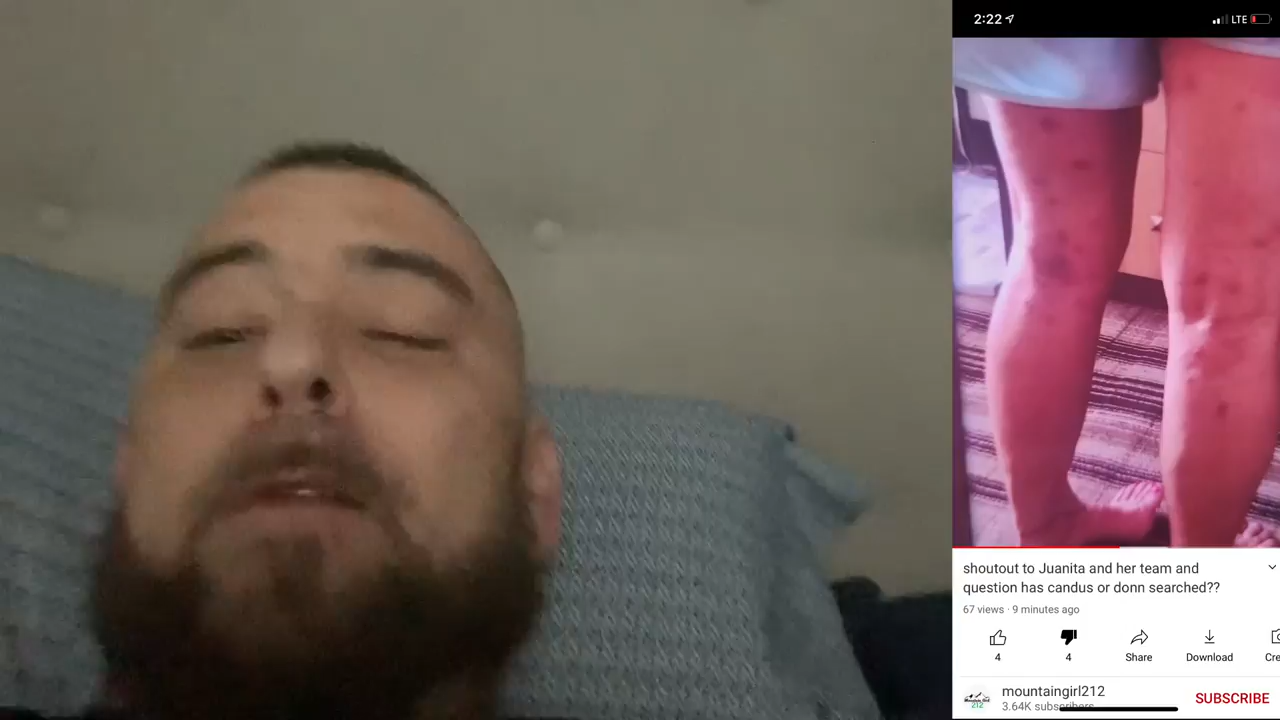 2:22
LTE
shoutout to Juanita and her team and
question has candus or donn searched??
67 views · 9 minutes ago
4
4
Share
Download
Cre
mountaingirl212
3.64K subscribers
SUBSCRIBE